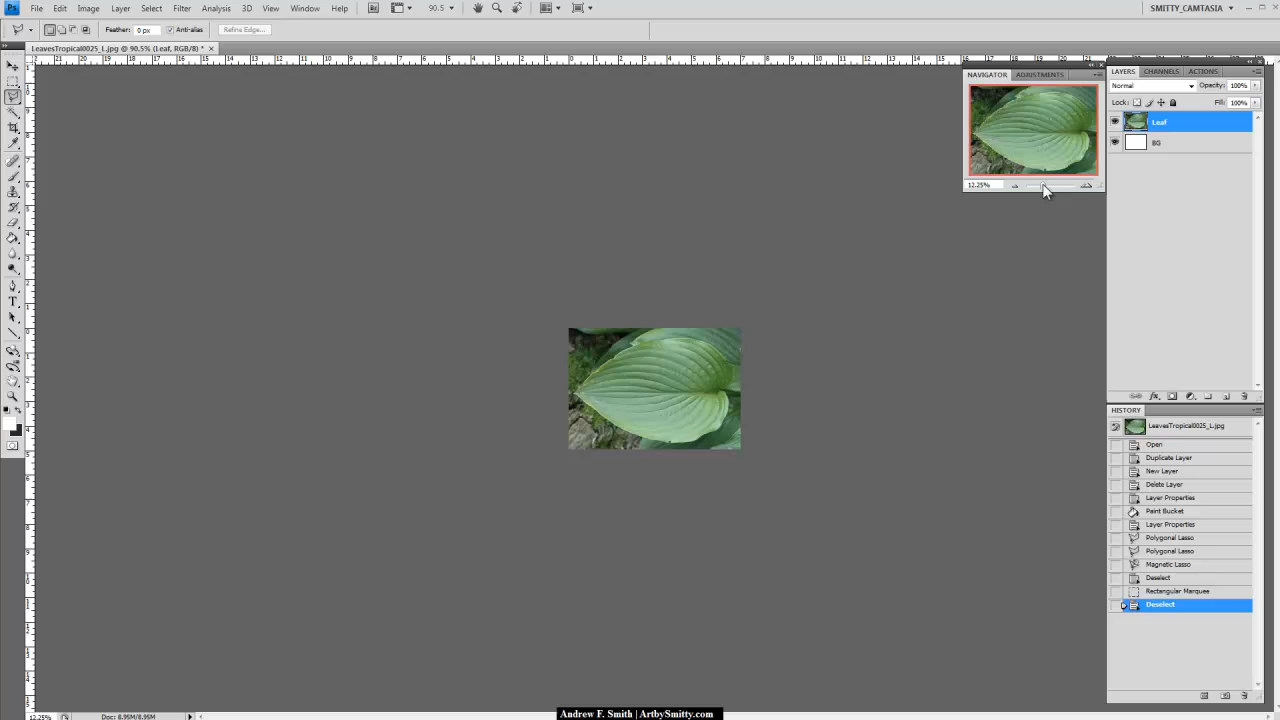 Ps File Edit Image Layer Select Filter Analysis 3D View Window Help 90.5 SMITTY_CAMTASIA
Feather: 0 px Anti-alias Refine Edge...
LeavesTropical0025_L.jpg @ 90.5% (Leaf, RGB/8) *
NAVIGATOR ADJUSTMENTS
12.25%
LAYERS CHANNELS ACTIONS
Normal Opacity: 100%
Lock: Fill: 100%
Leaf
BG
HISTORY
LeavesTropical0025_L.jpg
Open
Duplicate Layer
New Layer
Delete Layer
Layer Properties
Paint Bucket
Layer Properties
Polygonal Lasso
Polygonal Lasso
Magnetic Lasso
Deselect
Rectangular Marquee
Deselect
12.25% Doc: 8.95M/8.95M
Andrew F. Smith | ArtbySmitty.com